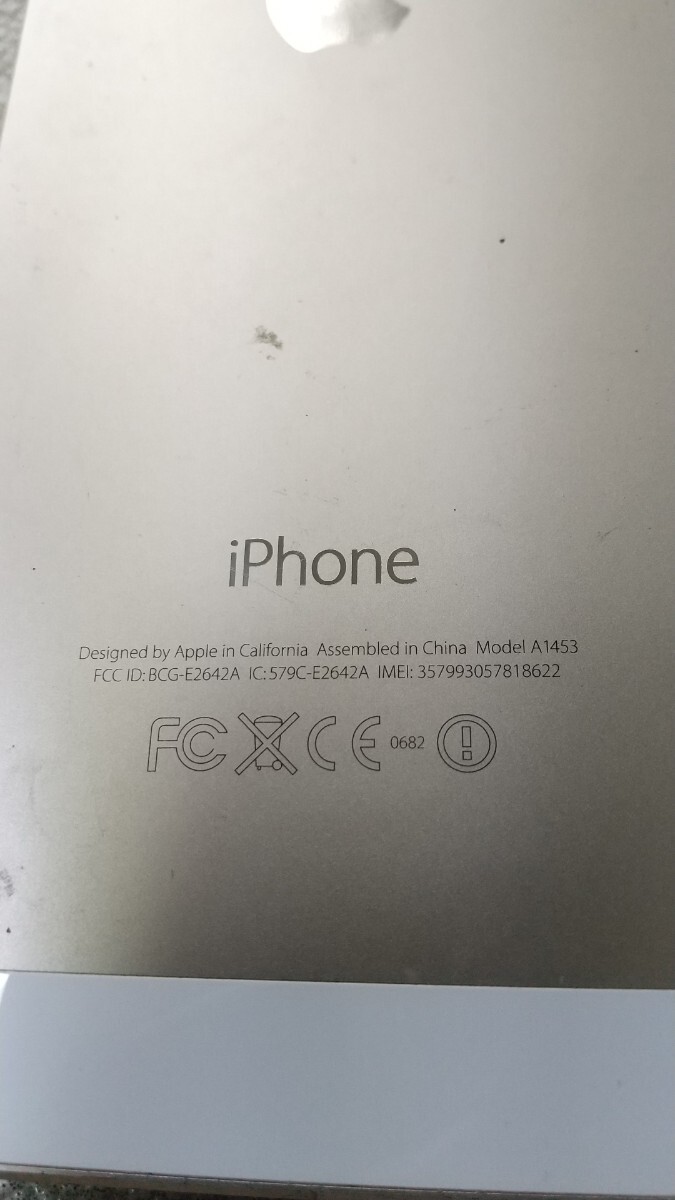 iPhone
Designed by Apple in California Assembled in China Model A1453
FCC ID: BCG-E2642A IC: 579C-E2642A IMEI: 357993057818622
FC CE 0682